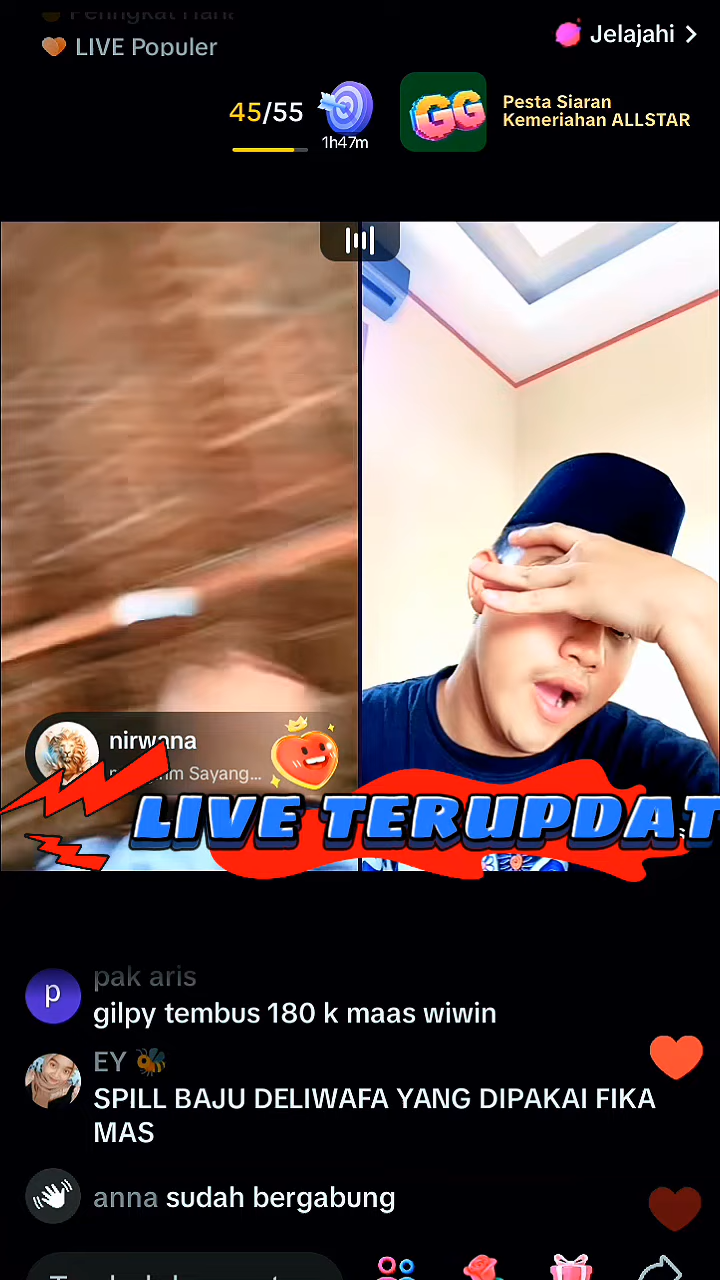 LIVE Populer
Jelajahi
45/55
1h47m
GG
Pesta Siaran
Kemeriahan ALLSTAR
nirwana
Sayang...
LIVE TERUPDAT
pak aris
gilpy tembus 180 k maas wiwin
EY
SPILL BAJU DELIWAFA YANG DIPAKAI FIKA
MAS
p
anna sudah bergabung